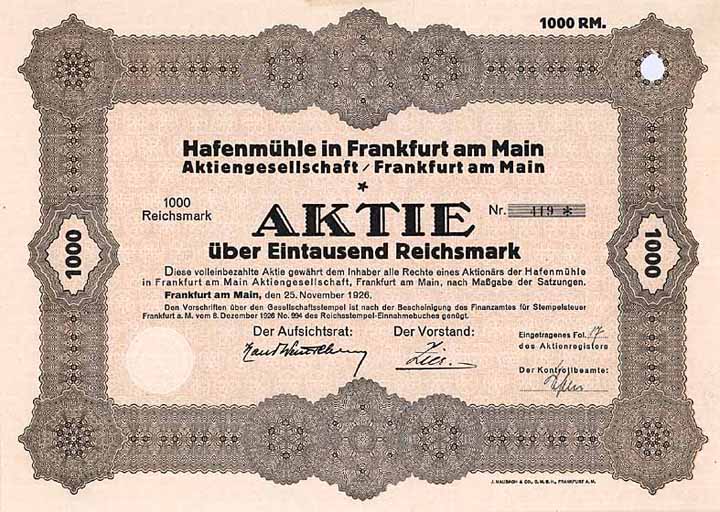 1000 RM.
Hafenmühle in Frankfurt am Main
Aktiengesellschaft / Frankfurt am Main
*
1000
Reichsmark
AKTIE
Nr. 419 *
über Eintausend Reichsmark
Diese volleinbezahlte Aktie gewährt dem Inhaber alle Rechte eines Aktionärs der Hafenmühle
in Frankfurt am Main Aktiengesellschaft, Frankfurt am Main, nach Maßgabe der Satzungen.
Frankfurt am Main, den 25. November 1926.
Den Vorschriften über den Gesellschaftsstempel ist nach der Bescheinigung des Finanzamtes für Stempelsteuer
Frankfurt a. M. vom 8. Dezember 1926 No. 994 des Reichsstempel-Einnahmebuches genügt.
Der Aufsichtsrat:
Der Vorstand:
Eingetragenes Fol. 17
des Aktienregisters
Der Kontrollbeamte:
1000
1000
J. MAUBACH & CO., G. M. B. H., FRANKFURT A. M.